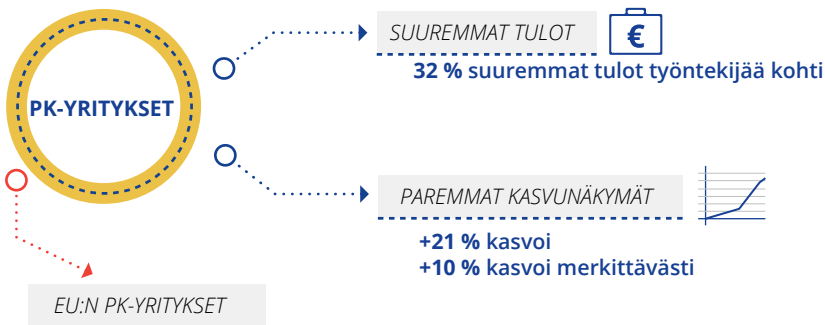 PK-YRITYKSET
SUUREMMAT TULOT
€
32 % suuremmat tulot työntekijää kohti
PAREMMAT KASVUNÄKYMÄT
+21 % kasvoi
+10 % kasvoi merkittävästi
EU:N PK-YRITYKSET